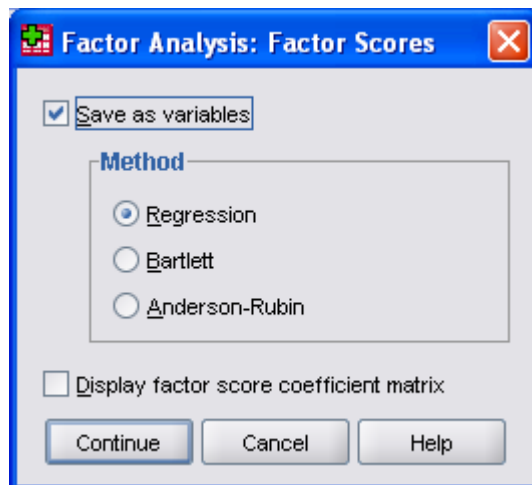 Factor Analysis: Factor Scores
Save as variables
Method
Regression
Bartlett
Anderson-Rubin
Display factor score coefficient matrix
Continue Cancel Help